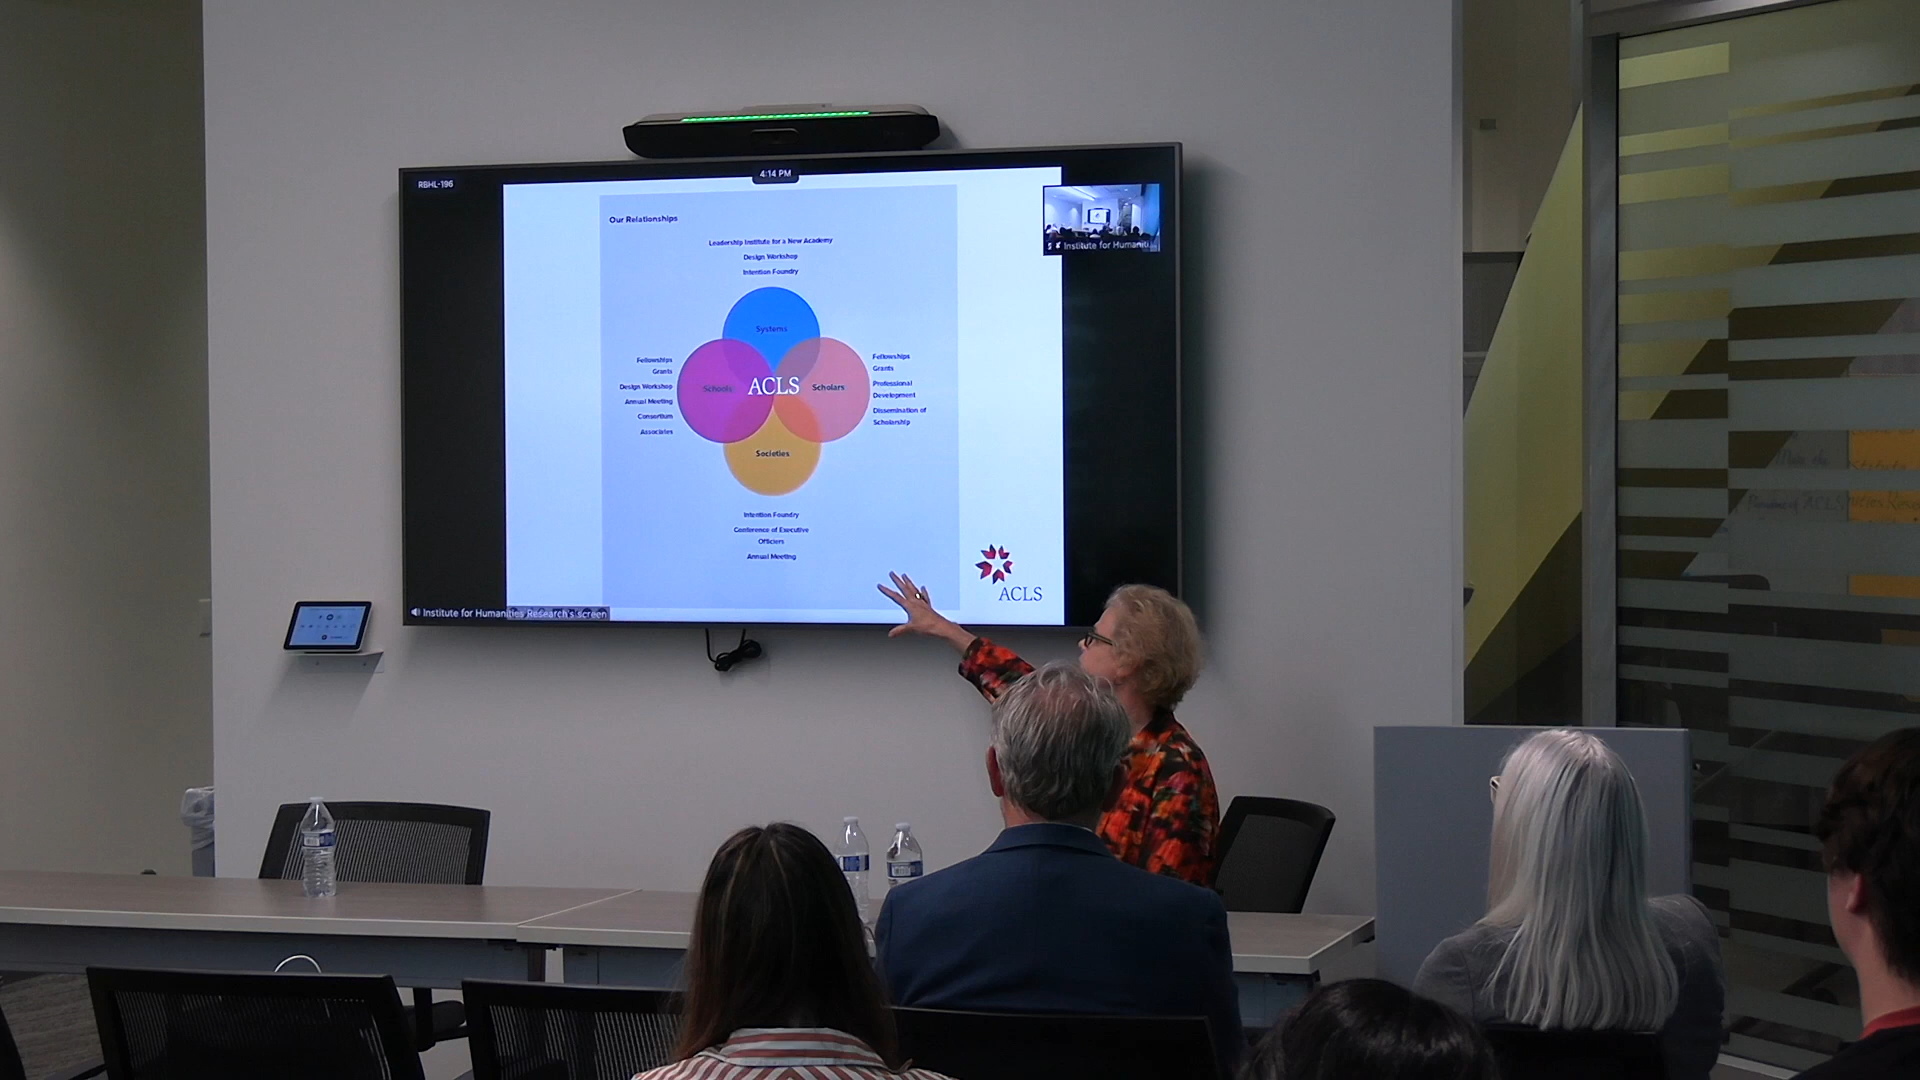 RBHL-196
4:14 PM
Our Relationships
Leadership Institute for a New Academy
Design Workshop
Intention Foundry
Systems
Fellowships
Grants
Design Workshop
Annual Meeting
Consortium
Associates
Schools
ACLS
Scholars
Fellowships
Grants
Professional
Development
Dissemination of
Scholarship
Societies
Intention Foundry
Conference of Executive
Officers
Annual Meeting
ACLS
Institute for Humaniti
Institute for Humanities Research's screen